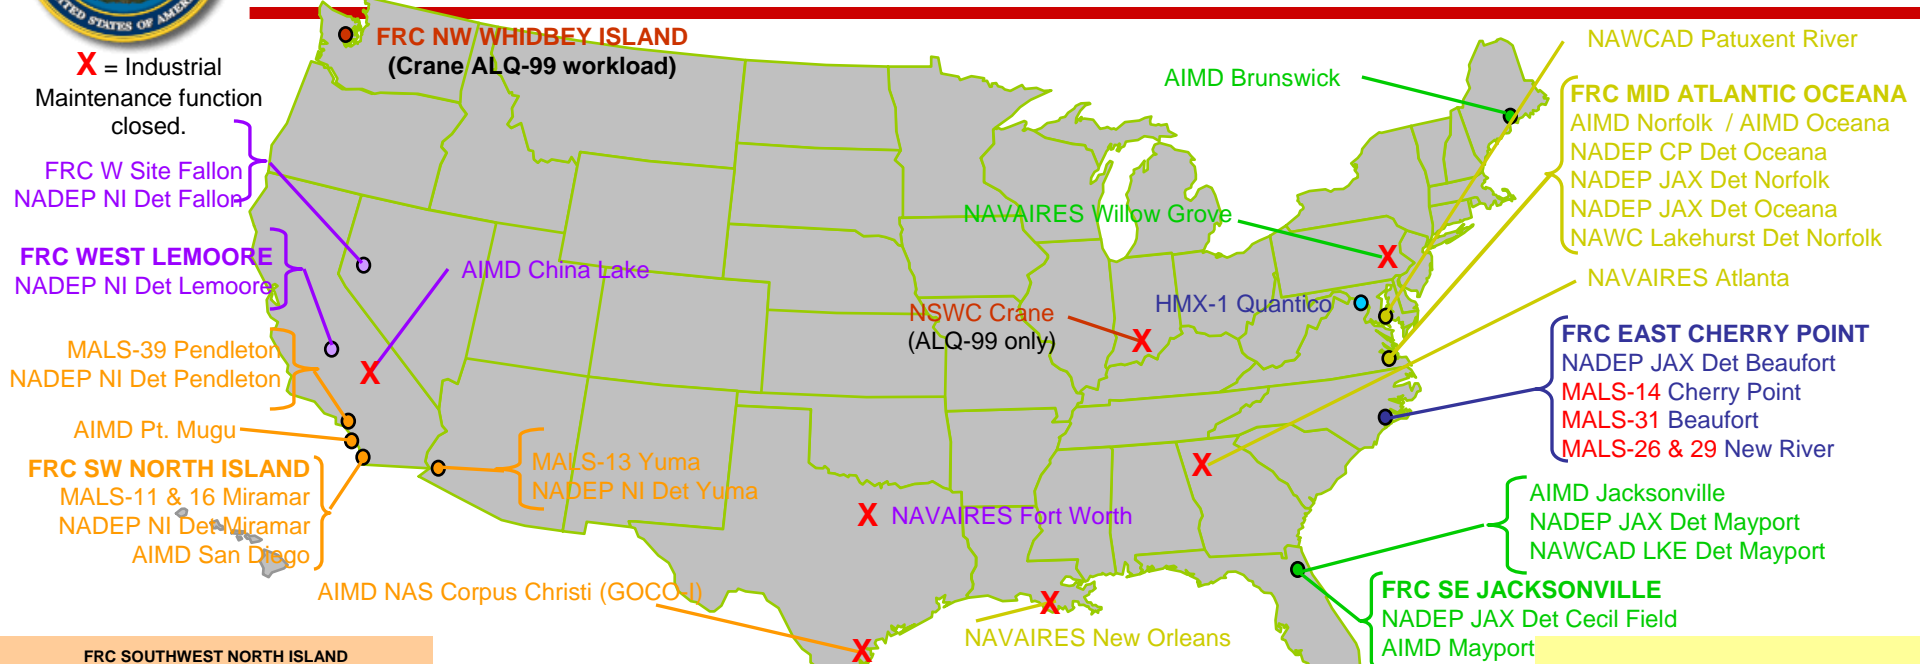 UNITED STATES OF AMERICA
X = Industrial
Maintenance function
closed.
FRC NW WHIDBEY ISLAND
(Crane ALQ-99 workload)
FRC W Site Fallon
NADEP NI Det Fallon
FRC WEST LEMOORE
NADEP NI Det Lemoore
AIMD China Lake
MALS-39 Pendleton
NADEP NI Det Pendleton
AIMD Pt. Mugu
FRC SW NORTH ISLAND
MALS-11 & 16 Miramar
NADEP NI Det Miramar
AIMD San Diego
MALS-13 Yuma
NADEP NI Det Yuma
AIMD NAS Corpus Christi (GOCO-I)
X NAVAIRES Fort Worth
NAVAIRES New Orleans
NSWC Crane
(ALQ-99 only)
HMX-1 Quantico
NAVAIRES Willow Grove
AIMD Brunswick
NAWCAD Patuxent River
FRC MID ATLANTIC OCEANA
AIMD Norfolk / AIMD Oceana
NADEP CP Det Oceana
NADEP JAX Det Norfolk
NADEP JAX Det Oceana
NAWC Lakehurst Det Norfolk
NAVAIRES Atlanta
FRC EAST CHERRY POINT
NADEP JAX Det Beaufort
MALS-14 Cherry Point
MALS-31 Beaufort
MALS-26 & 29 New River
AIMD Jacksonville
NADEP JAX Det Mayport
NAWCAD LKE Det Mayport
FRC SE JACKSONVILLE
NADEP JAX Det Cecil Field
AIMD Mayport
X
X
X
X
X
X
FRC SOUTHWEST NORTH ISLAND